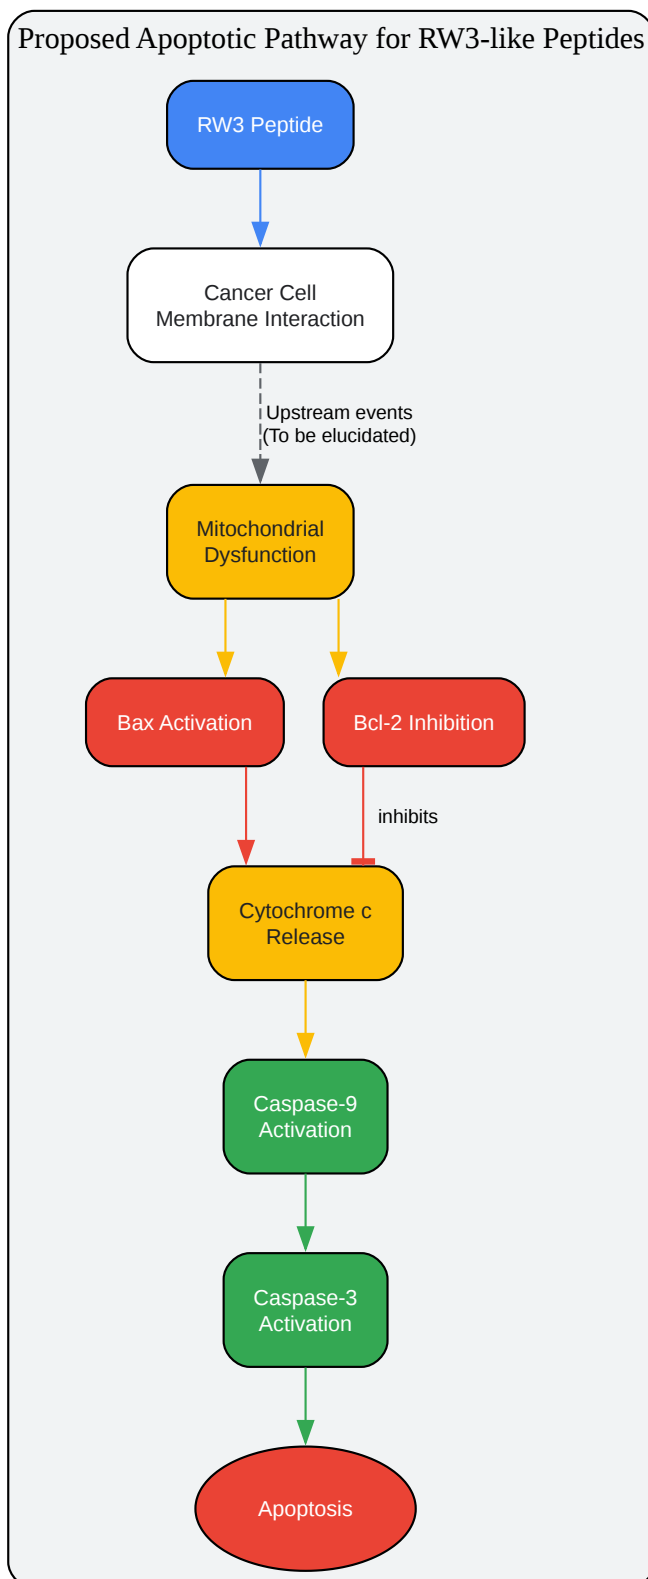 Proposed Apoptotic Pathway for RW3-like Peptides
RW3 Peptide
Cancer Cell
Membrane Interaction
Upstream events
(To be elucidated)
Mitochondrial
Dysfunction
Bax Activation
Bcl-2 Inhibition
inhibits
Cytochrome c
Release
Caspase-9
Activation
Caspase-3
Activation
Apoptosis